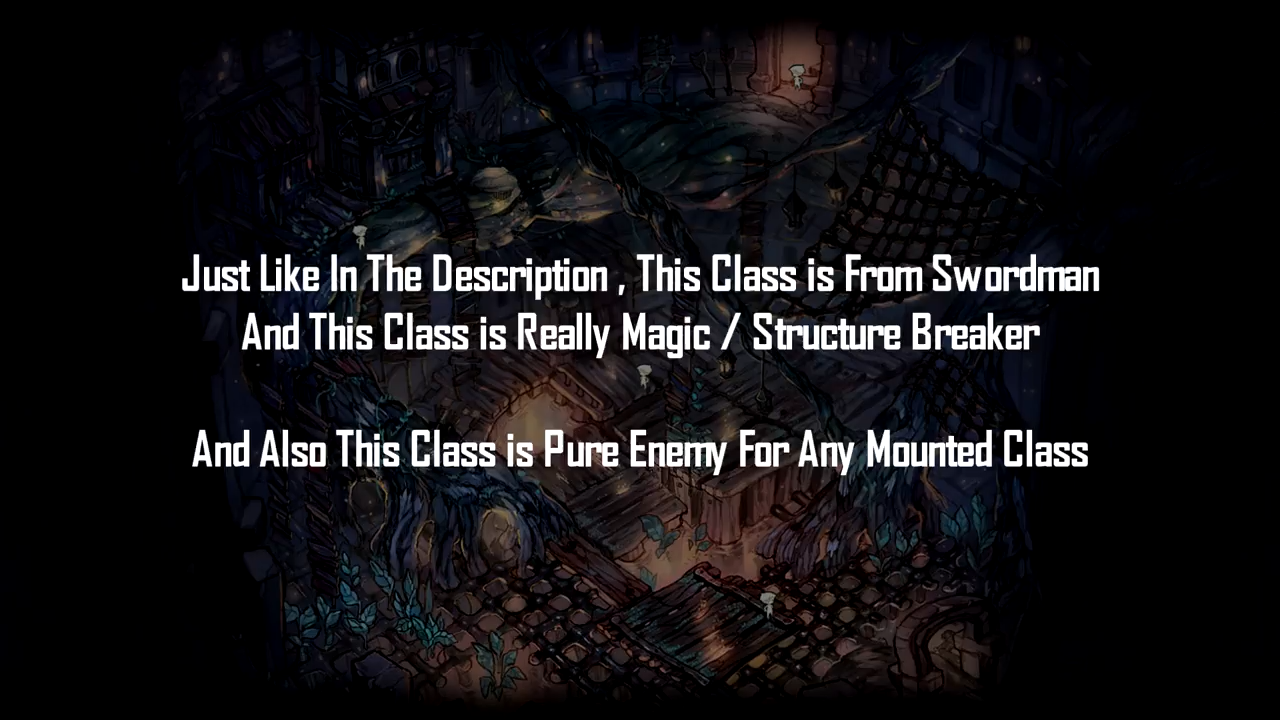 Just Like In The Description , This Class is From Swordman
And This Class is Really Magic / Structure Breaker
And Also This Class is Pure Enemy For Any Mounted Class